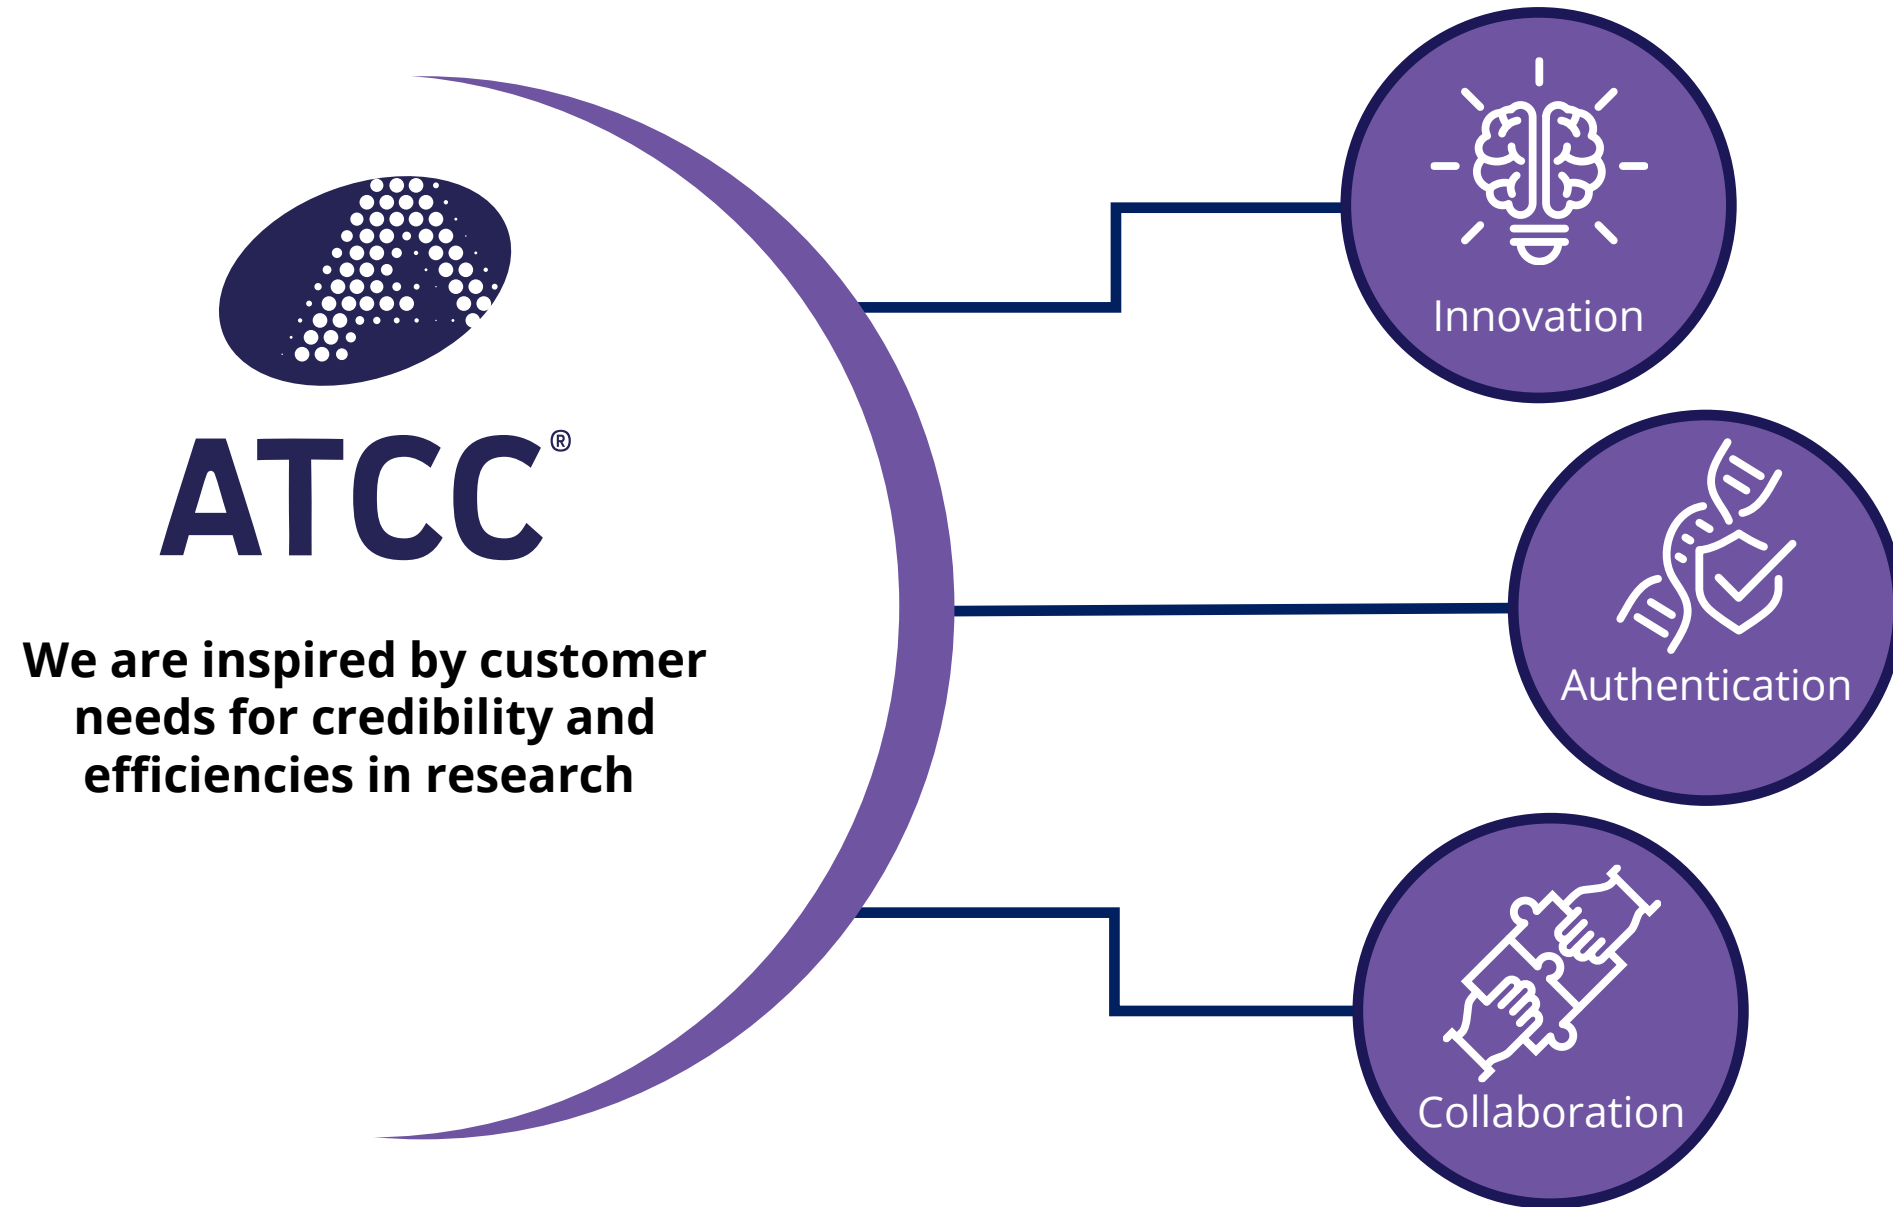 ATCC®
We are inspired by customer
needs for credibility and
efficiencies in research
Innovation
Authentication
Collaboration